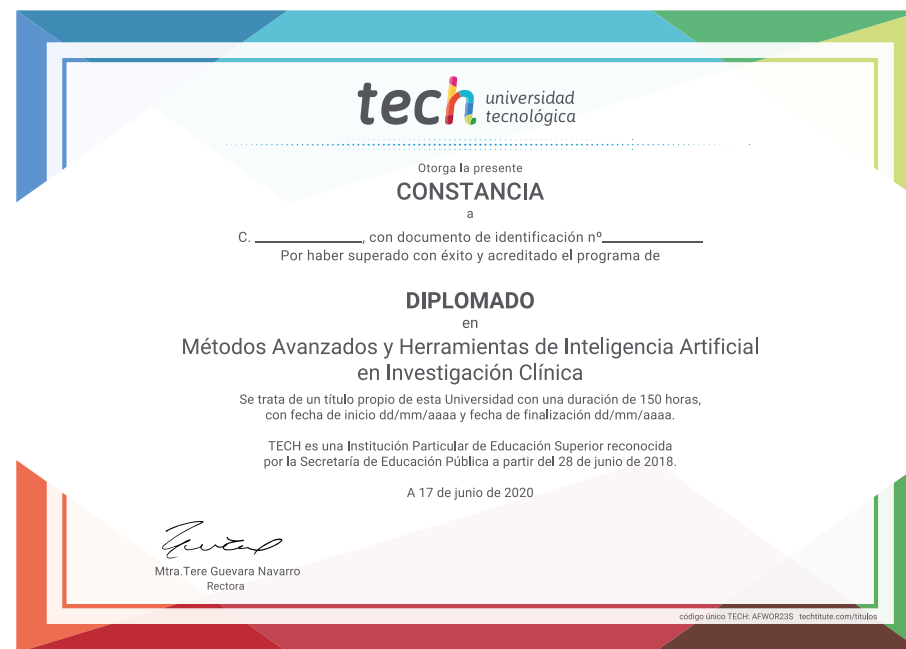 tech universidad
tecnológica
Otorga la presente
CONSTANCIA
a
C. ____________, con documento de identificación nº____________
Por haber superado con éxito y acreditado el programa de
DIPLOMADO
en
Métodos Avanzados y Herramientas de Inteligencia Artificial
en Investigación Clínica
Se trata de un título propio de esta Universidad con una duración de 150 horas,
con fecha de inicio dd/mm/aaaa y fecha de finalización dd/mm/aaaa.
TECH es una Institución Particular de Educación Superior reconocida
por la Secretaría de Educación Pública a partir del 28 de junio de 2018.
A 17 de junio de 2020
Mtra.Tere Guevara Navarro
Rectora
código único TECH: AFWOR23S techtitute.com/titulos